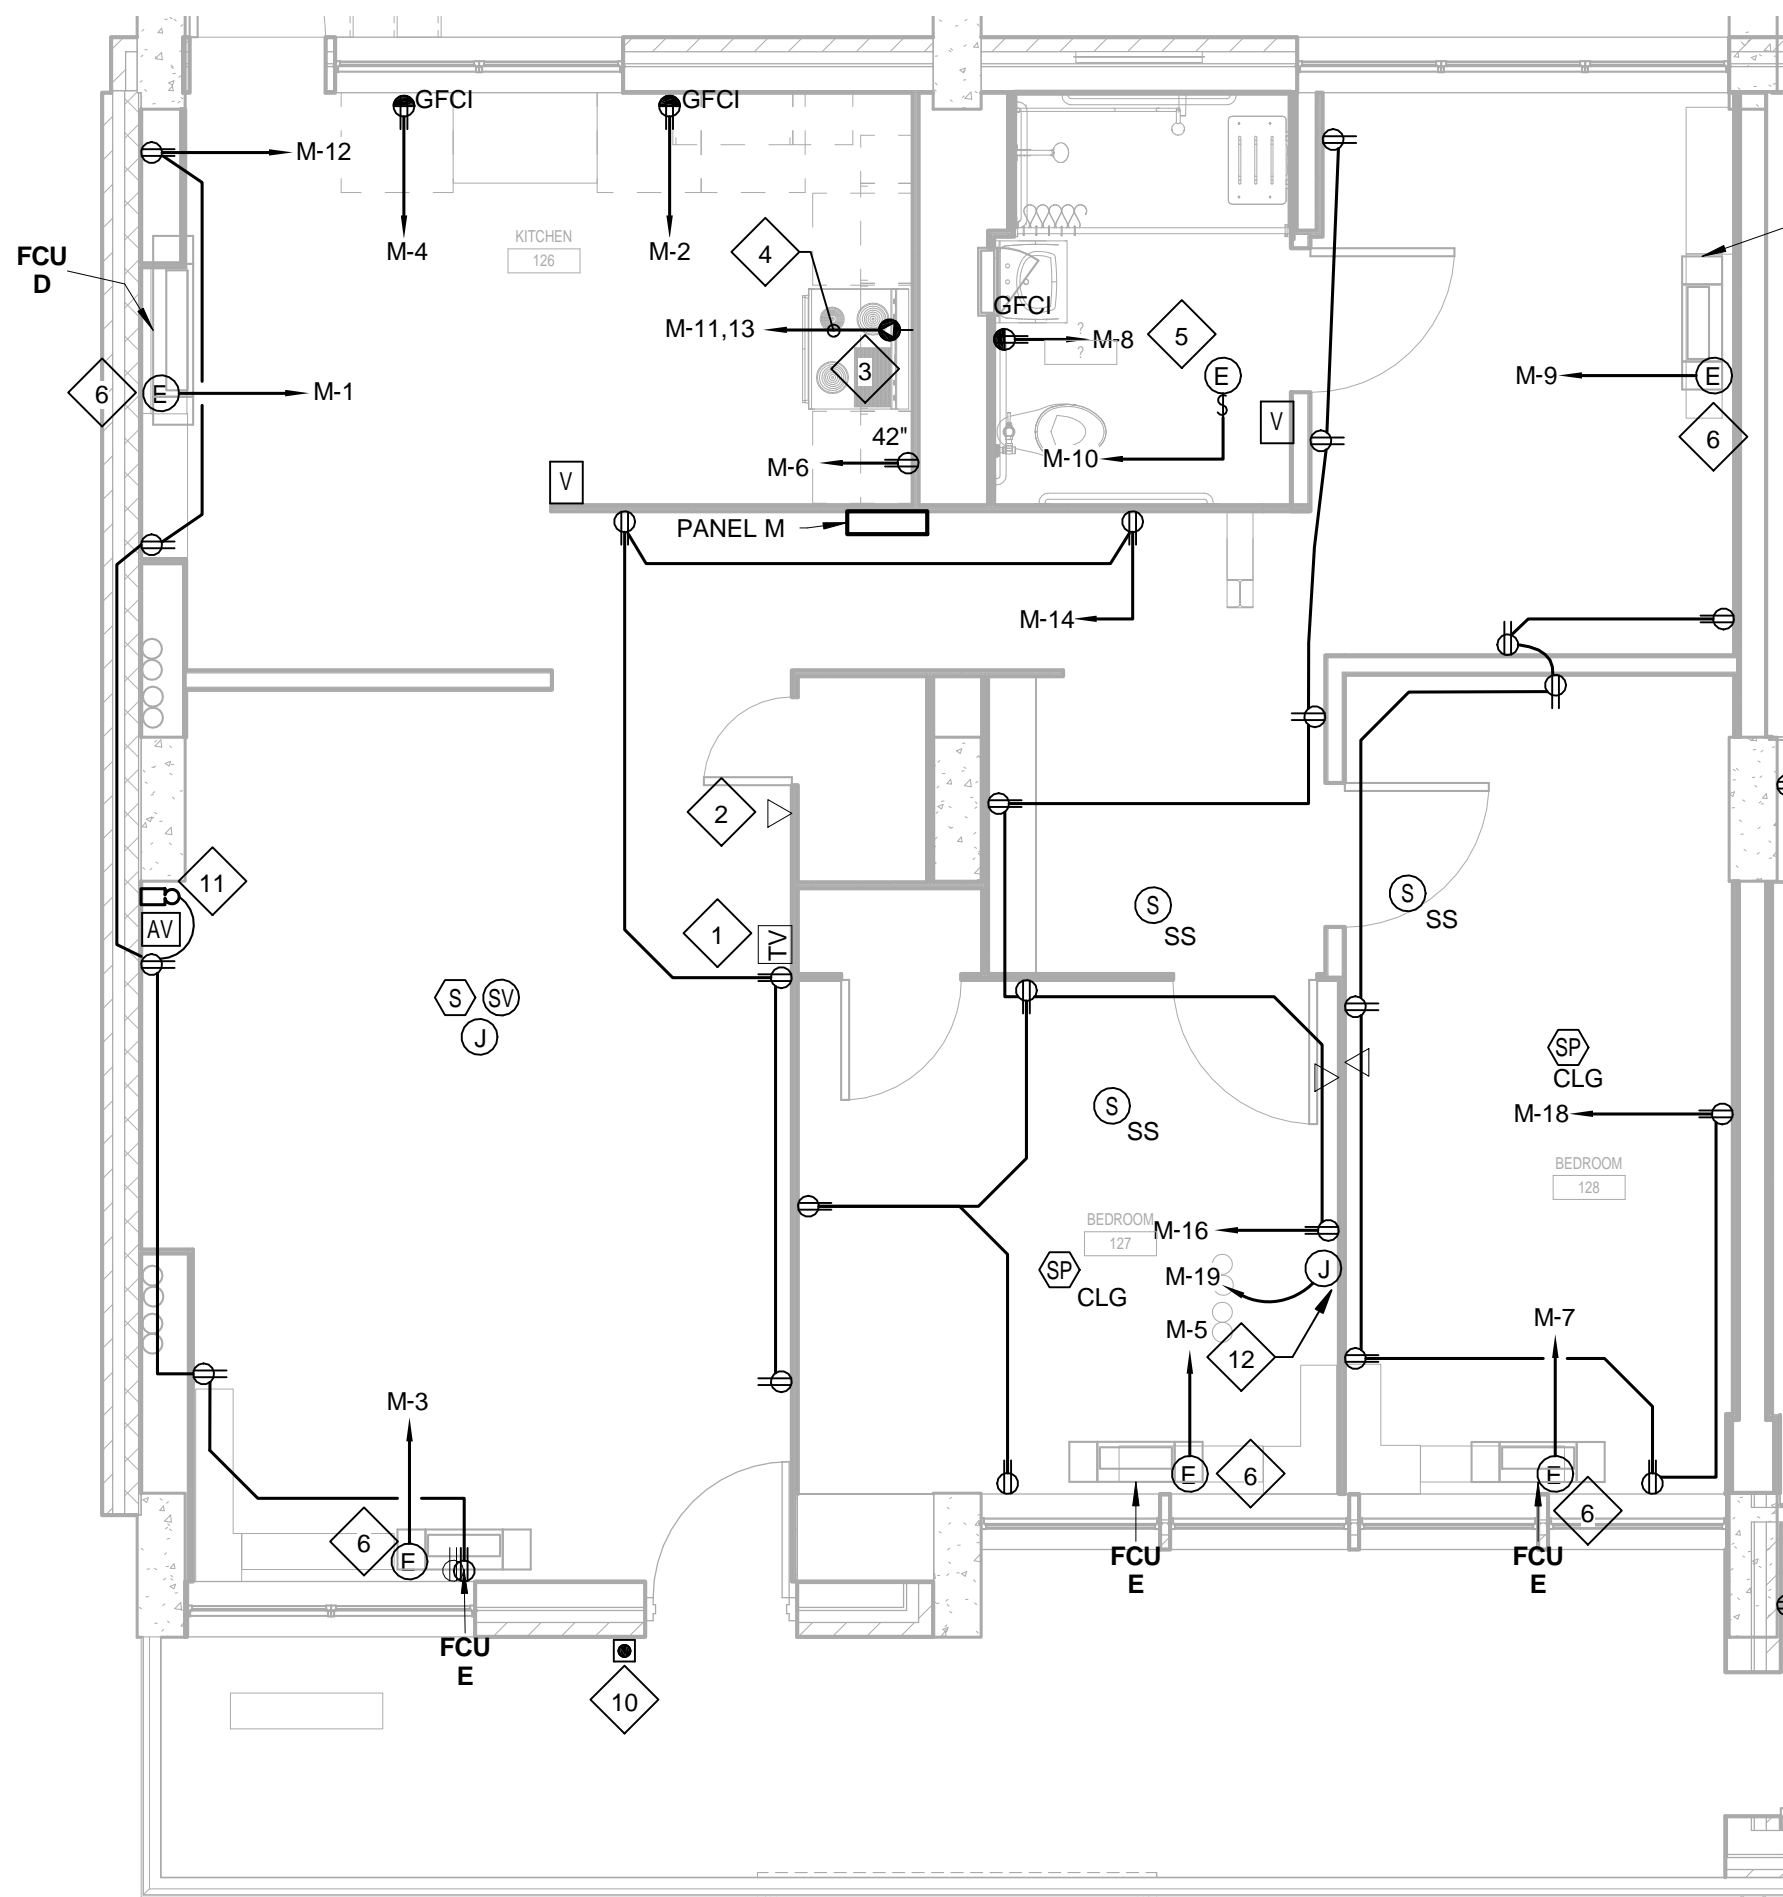 GFCI
GFCI
M-12
M-4
M-2
KITCHEN
126
FCU
D
4
M-11,13
3
GFCI
M-8
5
?
?
E
M-9
E
6
6
E
M-1
V
42"
M-6
M-10
V
PANEL M
M-14
2
11
AV
1
TV
S
SV
J
S
SS
S
SS
SP
CLG
S
SS
M-18
BEDROOM
128
BEDROOM
127
M-16
SP
CLG
M-19
J
M-5
12
M-7
M-3
E
6
E
6
6
E
FCU
E
FCU
E
FCU
E
10